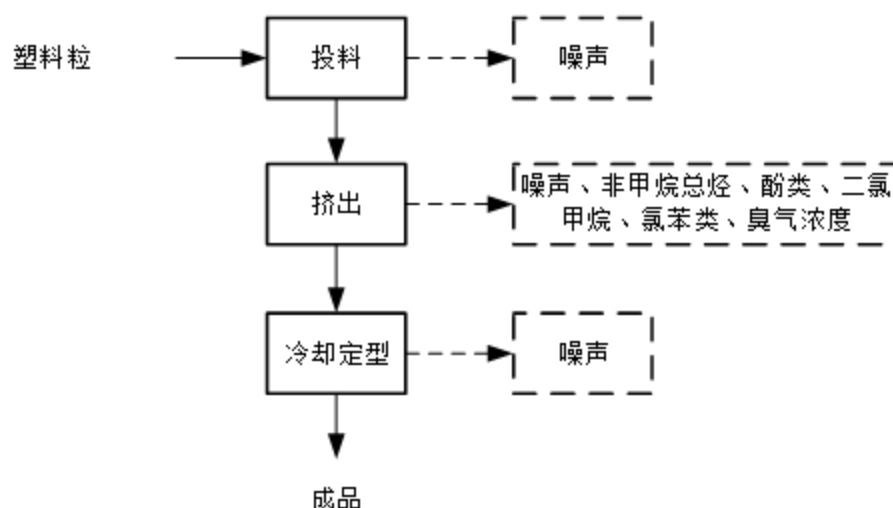 塑料粒
投料
噪声
挤出
噪声、非甲烷总烃、酚类、二氯
甲烷、氯苯类、臭气浓度
冷却定型
噪声
成品